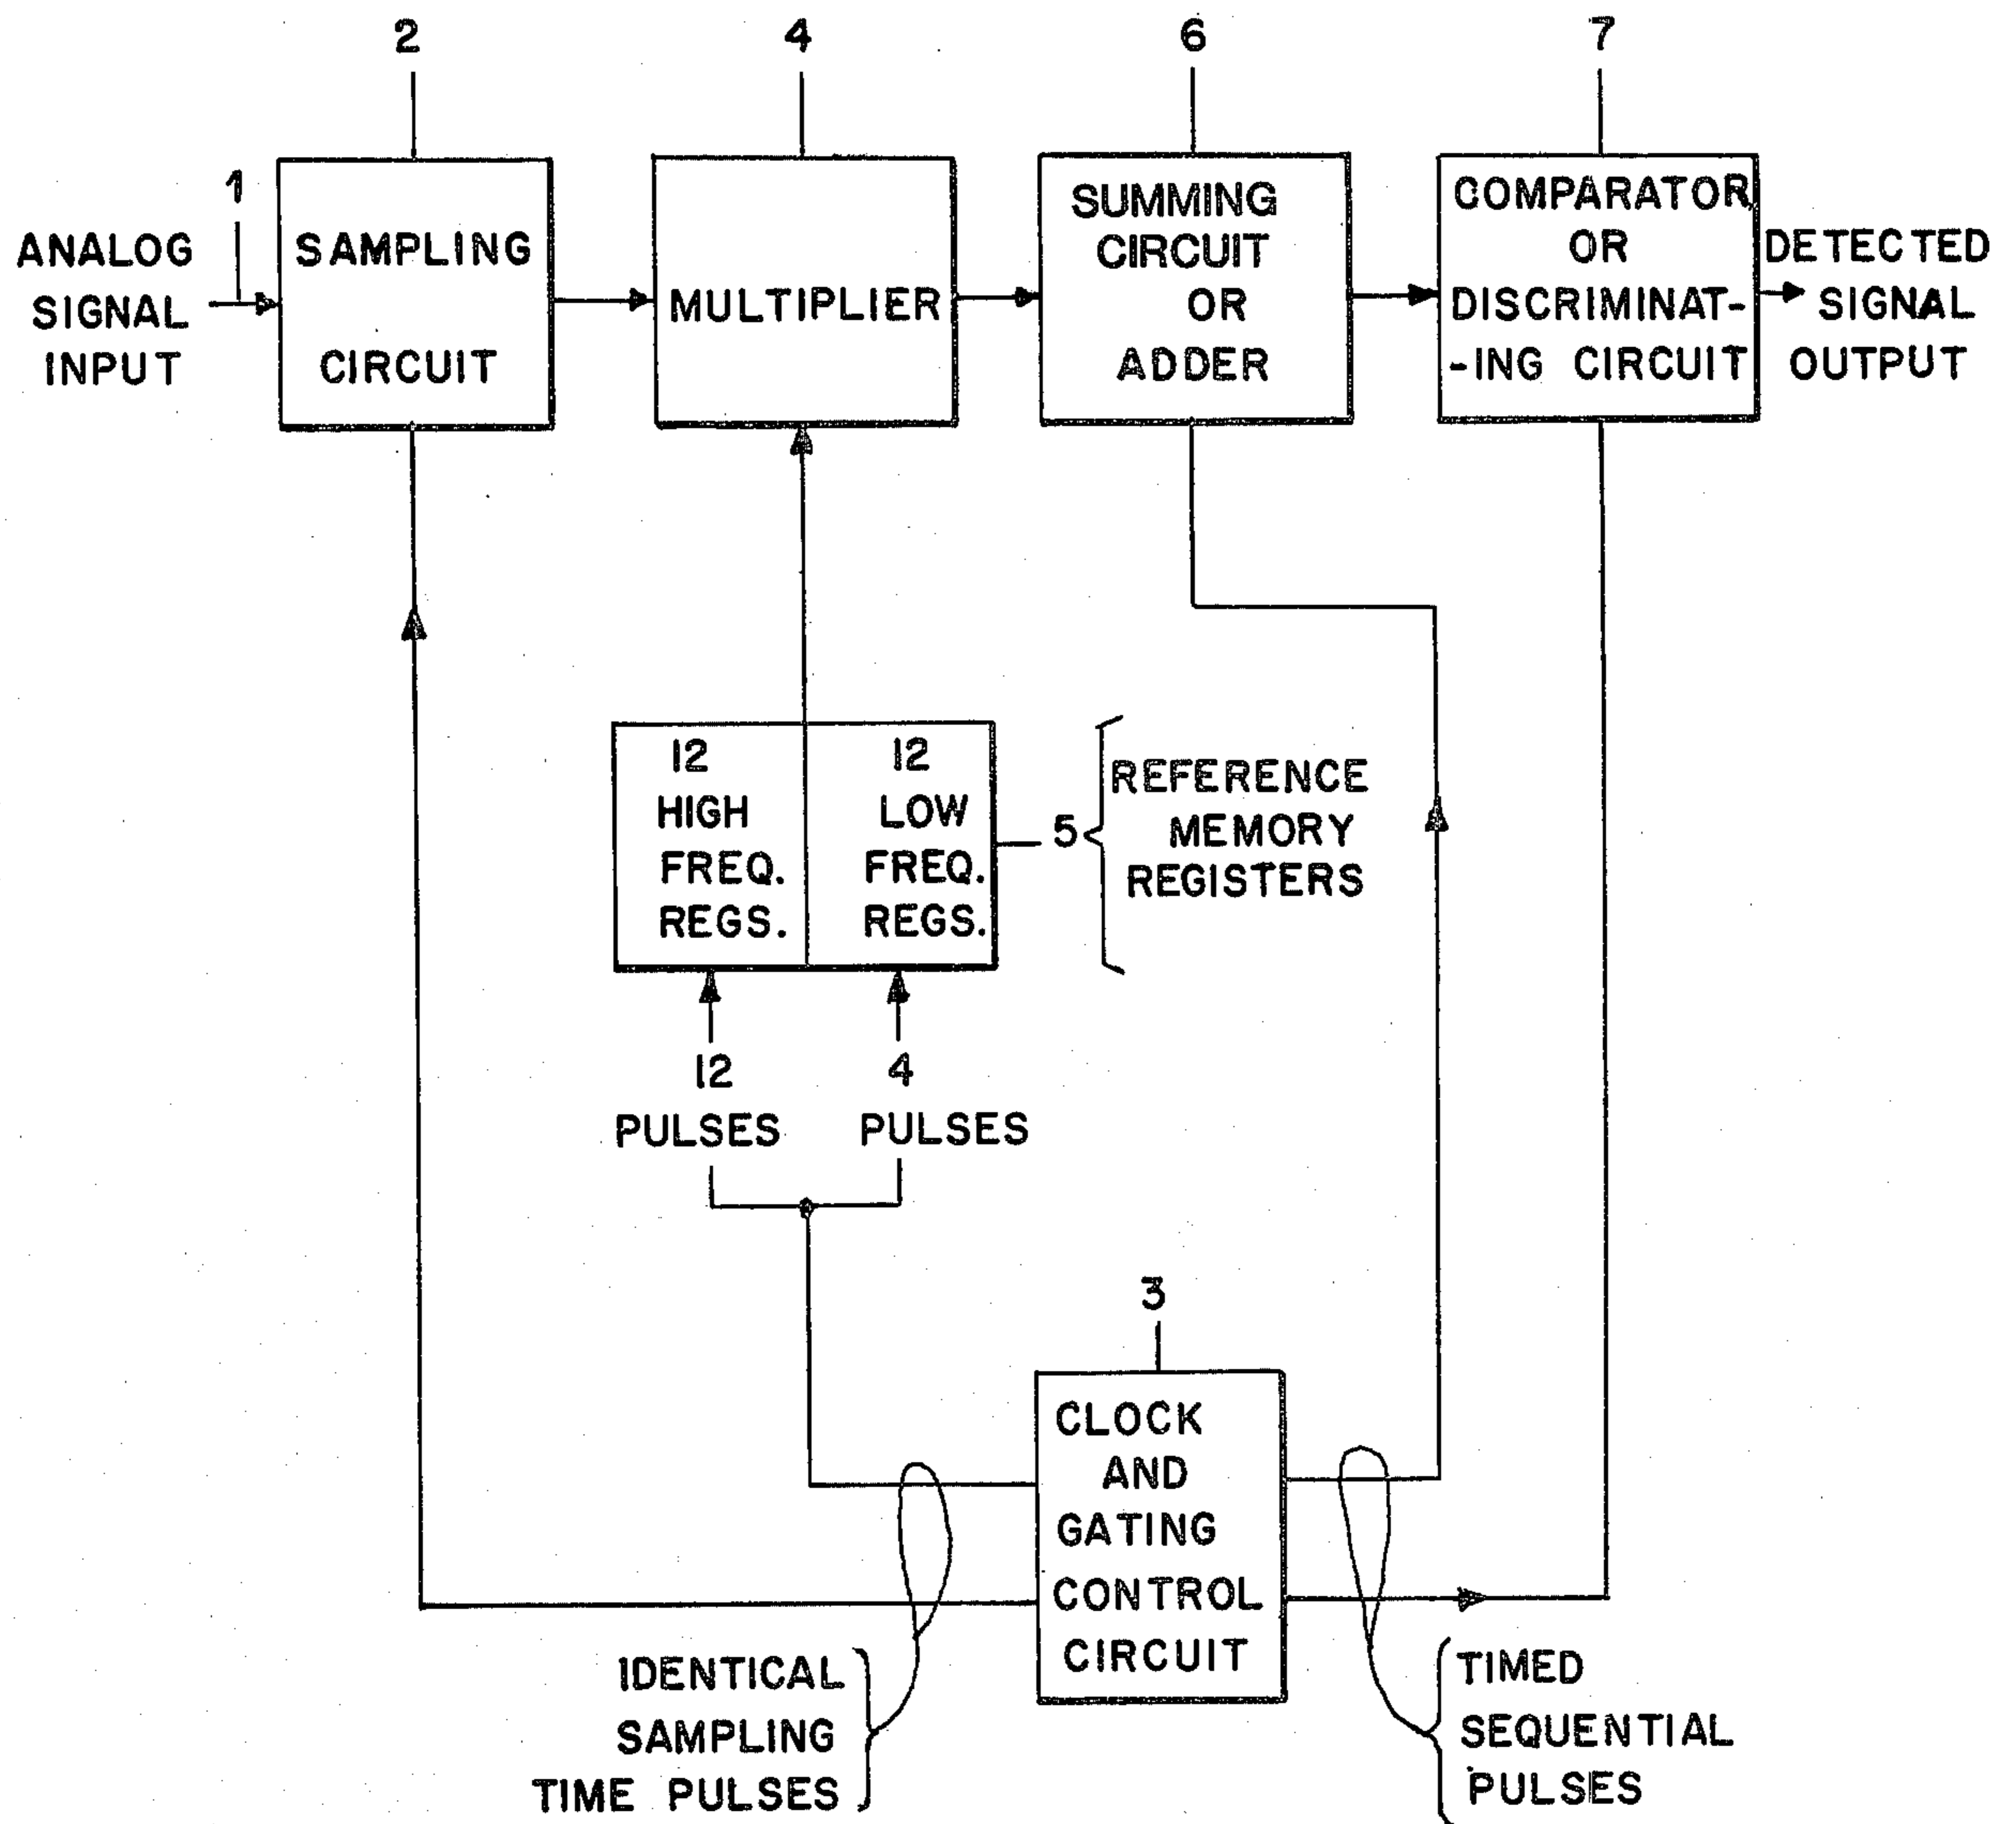 2
4
6
7
1
ANALOG
SIGNAL
INPUT
SAMPLING
CIRCUIT
MULTIPLIER
SUMMING
CIRCUIT
OR
ADDER
COMPARATOR
OR
DISCRIMINAT-
-ING CIRCUIT
DETECTED
SIGNAL
OUTPUT
12
HIGH
FREQ.
REGS.
12
LOW
FREQ.
REGS.
5
REFERENCE
MEMORY
REGISTERS
12
PULSES
4
PULSES
3
CLOCK
AND
GATING
CONTROL
CIRCUIT
IDENTICAL
SAMPLING
TIME PULSES
TIMED
SEQUENTIAL
PULSES